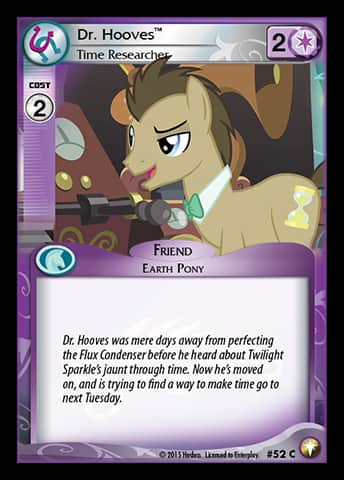 Dr. Hooves™
Time Researcher
2
COST
2
FRIEND
EARTH PONY
Dr. Hooves was mere days away from perfecting
the Flux Condenser before he heard about Twilight
Sparkle's jaunt through time. Now he's moved
on, and is trying to find a way to make time go to
next Tuesday.
© 2015 Hasbro. Licensed to Enterplay. #52 C